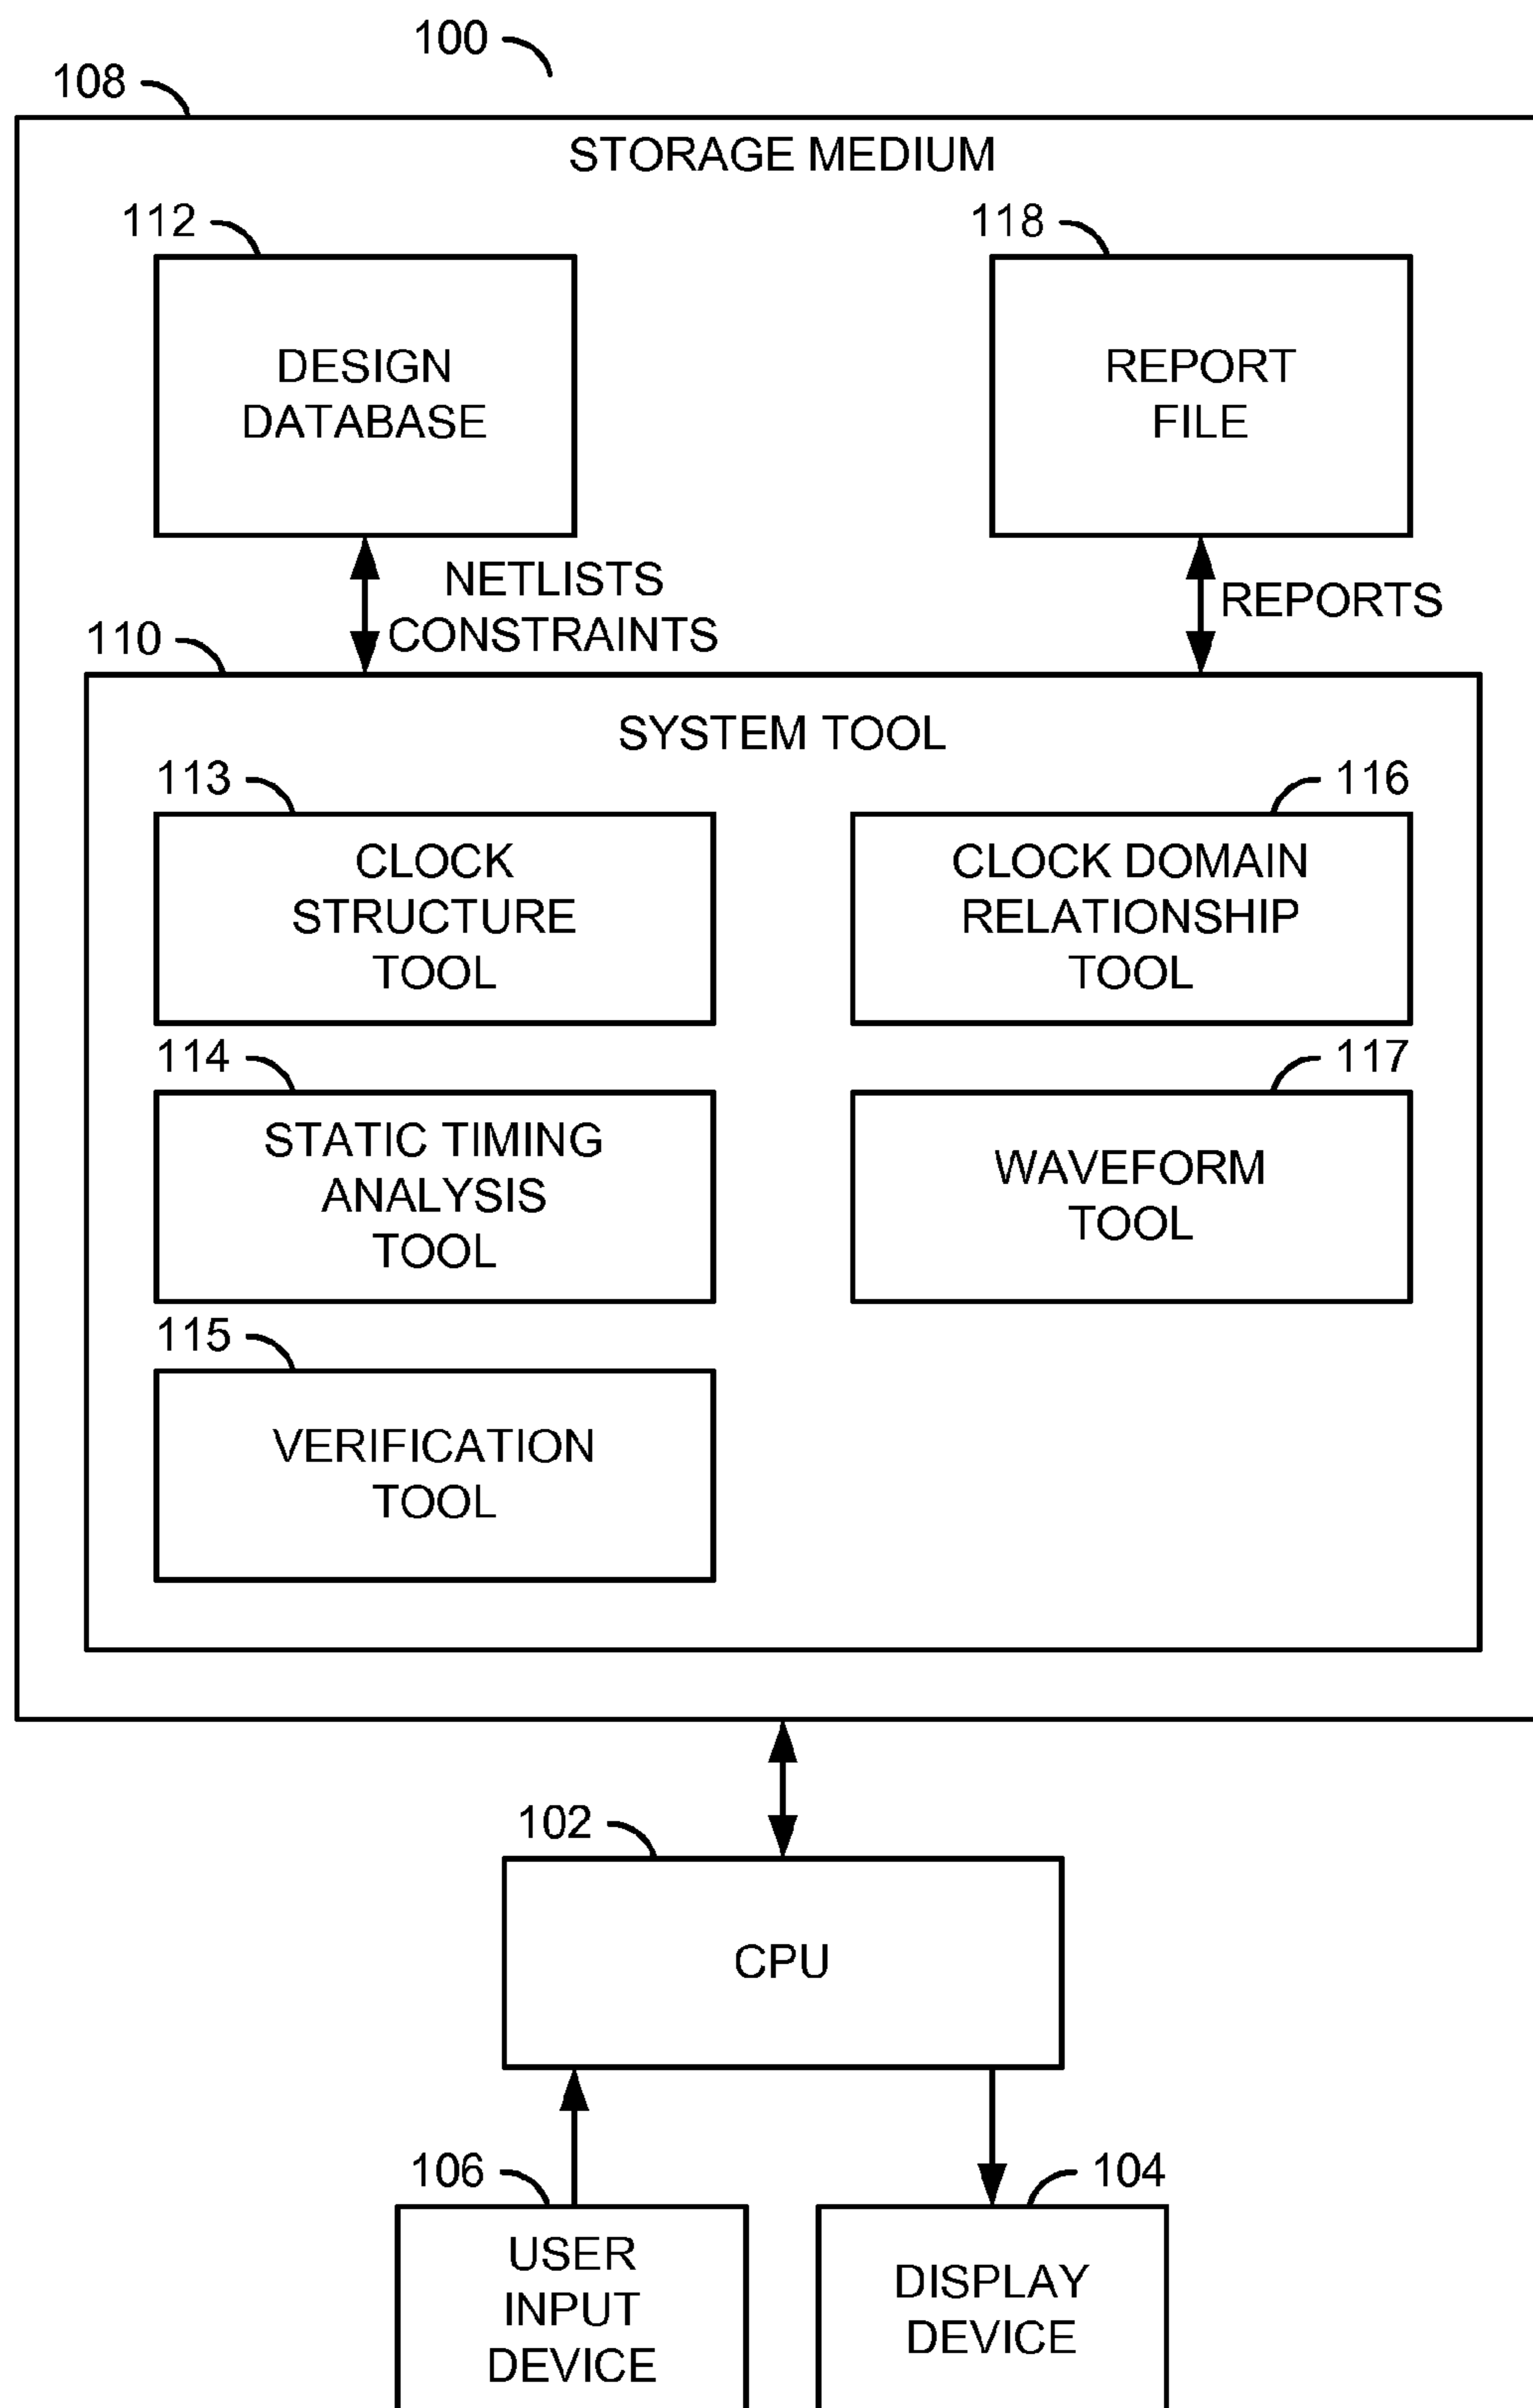 100
108
STORAGE MEDIUM
112
118
DESIGN
DATABASE
REPORT
FILE
NETLISTS
CONSTRAINTS
REPORTS
110
SYSTEM TOOL
113
116
CLOCK
STRUCTURE
TOOL
CLOCK DOMAIN
RELATIONSHIP
TOOL
114
117
STATIC TIMING
ANALYSIS
TOOL
WAVEFORM
TOOL
115
VERIFICATION
TOOL
102
CPU
106
104
USER
INPUT
DEVICE
DISPLAY
DEVICE